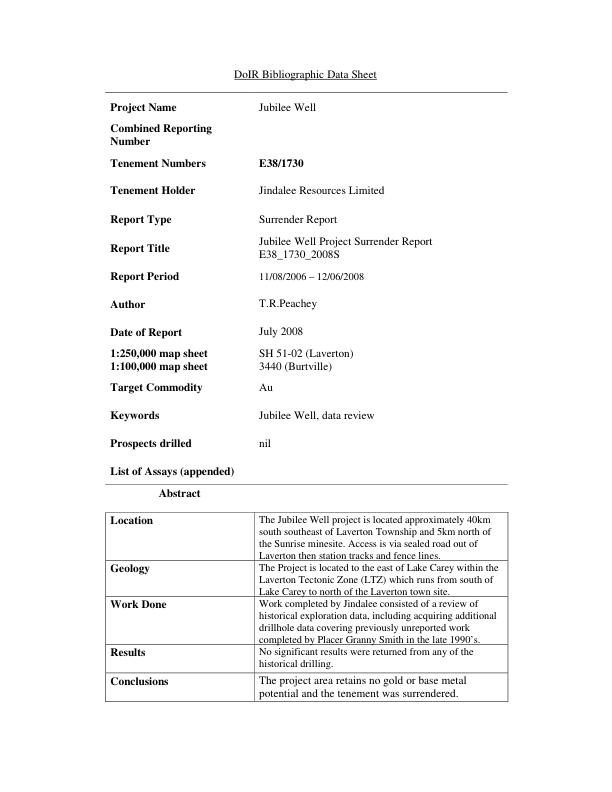 DoIR Bibliographic Data Sheet
Project Name Jubilee Well
Combined Reporting
Number
Tenement Numbers E38/1730
Tenement Holder Jindalee Resources Limited
Report Type Surrender Report
Report Title Jubilee Well Project Surrender Report
E38_1730_2008S
Report Period 11/08/2006 – 12/06/2008
Author T.R.Peachey
Date of Report July 2008
1:250,000 map sheet SH 51-02 (Laverton)
1:100,000 map sheet 3440 (Burtville)
Target Commodity Au
Keywords Jubilee Well, data review
Prospects drilled nil
List of Assays (appended)
Abstract
Location The Jubilee Well project is located approximately 40km
south southeast of Laverton Township and 5km north of
the Sunrise minesite. Access is via sealed road out of
Laverton then station tracks and fence lines.
Geology The Project is located to the east of Lake Carey within the
Laverton Tectonic Zone (LTZ) which runs from south of
Lake Carey to north of the Laverton town site.
Work Done Work completed by Jindalee consisted of a review of
historical exploration data, including acquiring additional
drillhole data covering previously unreported work
completed by Placer Granny Smith in the late 1990's.
Results No significant results were returned from any of the
historical drilling.
Conclusions The project area retains no gold or base metal
potential and the tenement was surrendered.